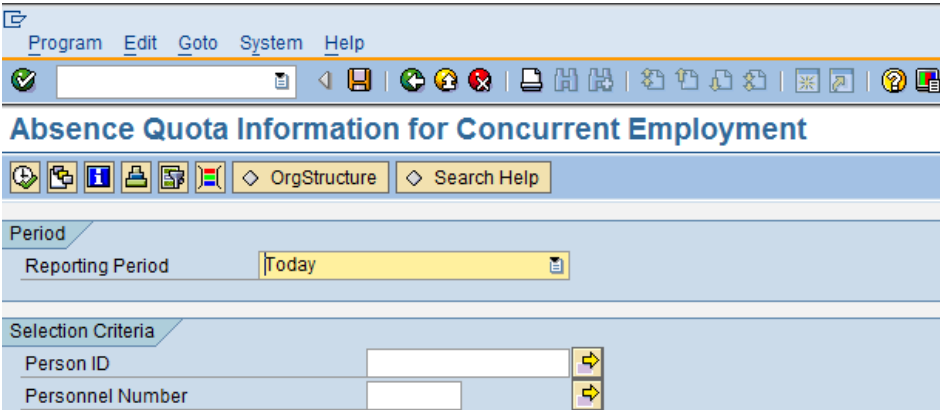 Program Edit Goto System Help
Absence Quota Information for Concurrent Employment
OrgStructure Search Help
Period
Reporting Period Today
Selection Criteria
Person ID
Personnel Number